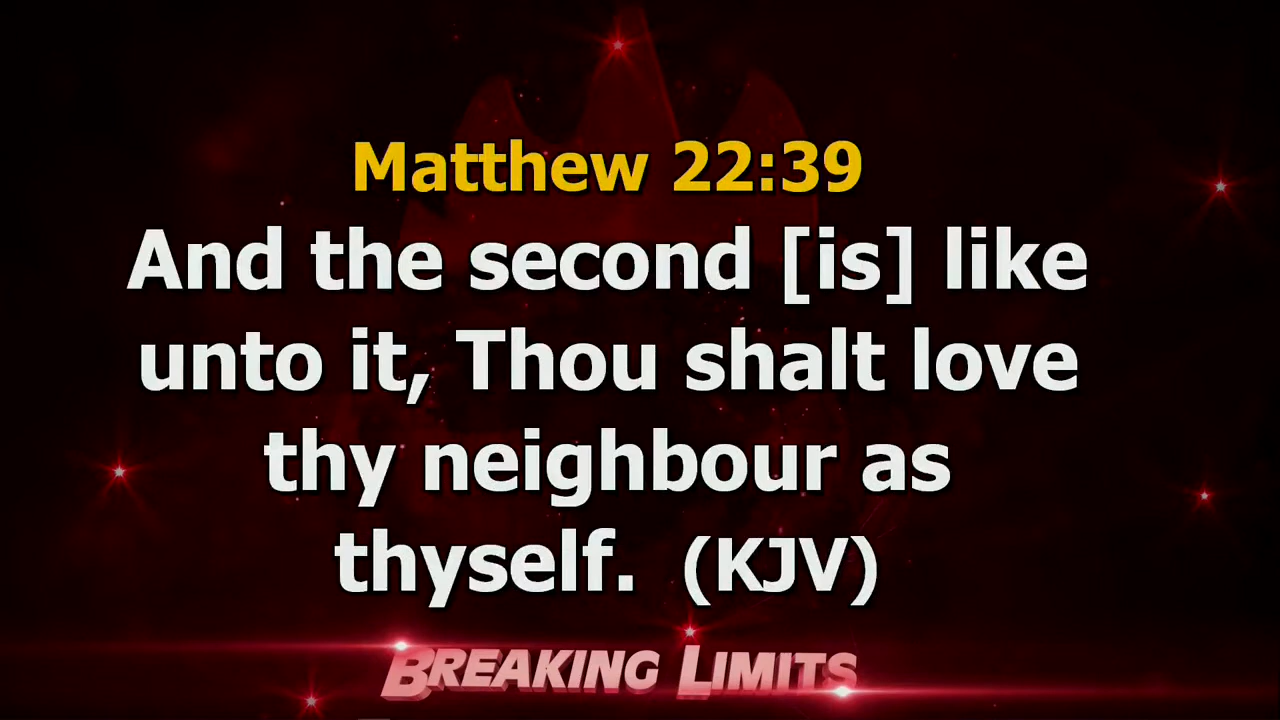 Matthew 22:39
And the second [is] like
unto it, Thou shalt love
thy neighbour as
thyself. (KJV)
BREAKING LIMITS